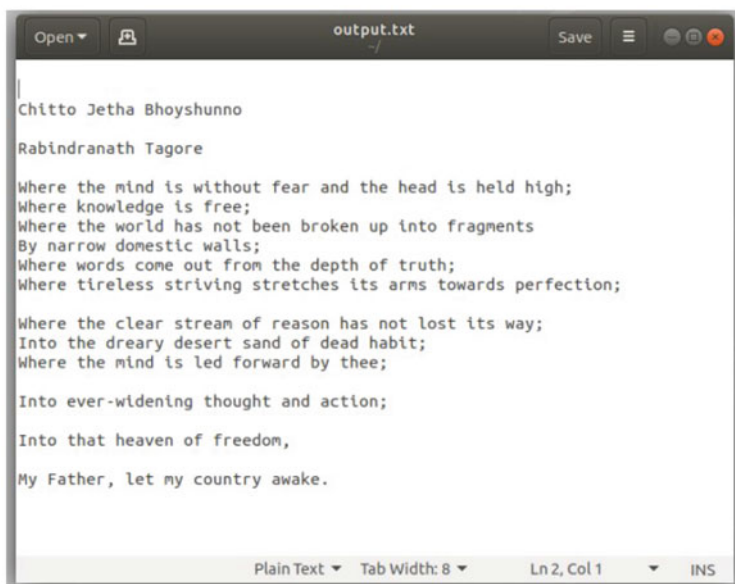 Open
output.txt
~/
Save
Chitto Jetha Bhoyshunno
Rabindranath Tagore
Where the mind is without fear and the head is held high;
Where knowledge is free;
Where the world has not been broken up into fragments
By narrow domestic walls;
Where words come out from the depth of truth;
Where tireless striving stretches its arms towards perfection;
Where the clear stream of reason has not lost its way;
Into the dreary desert sand of dead habit;
Where the mind is led forward by thee;
Into ever-widening thought and action;
Into that heaven of freedom,
My Father, let my country awake.
Plain Text Tab Width: 8 Ln 2, Col 1 INS